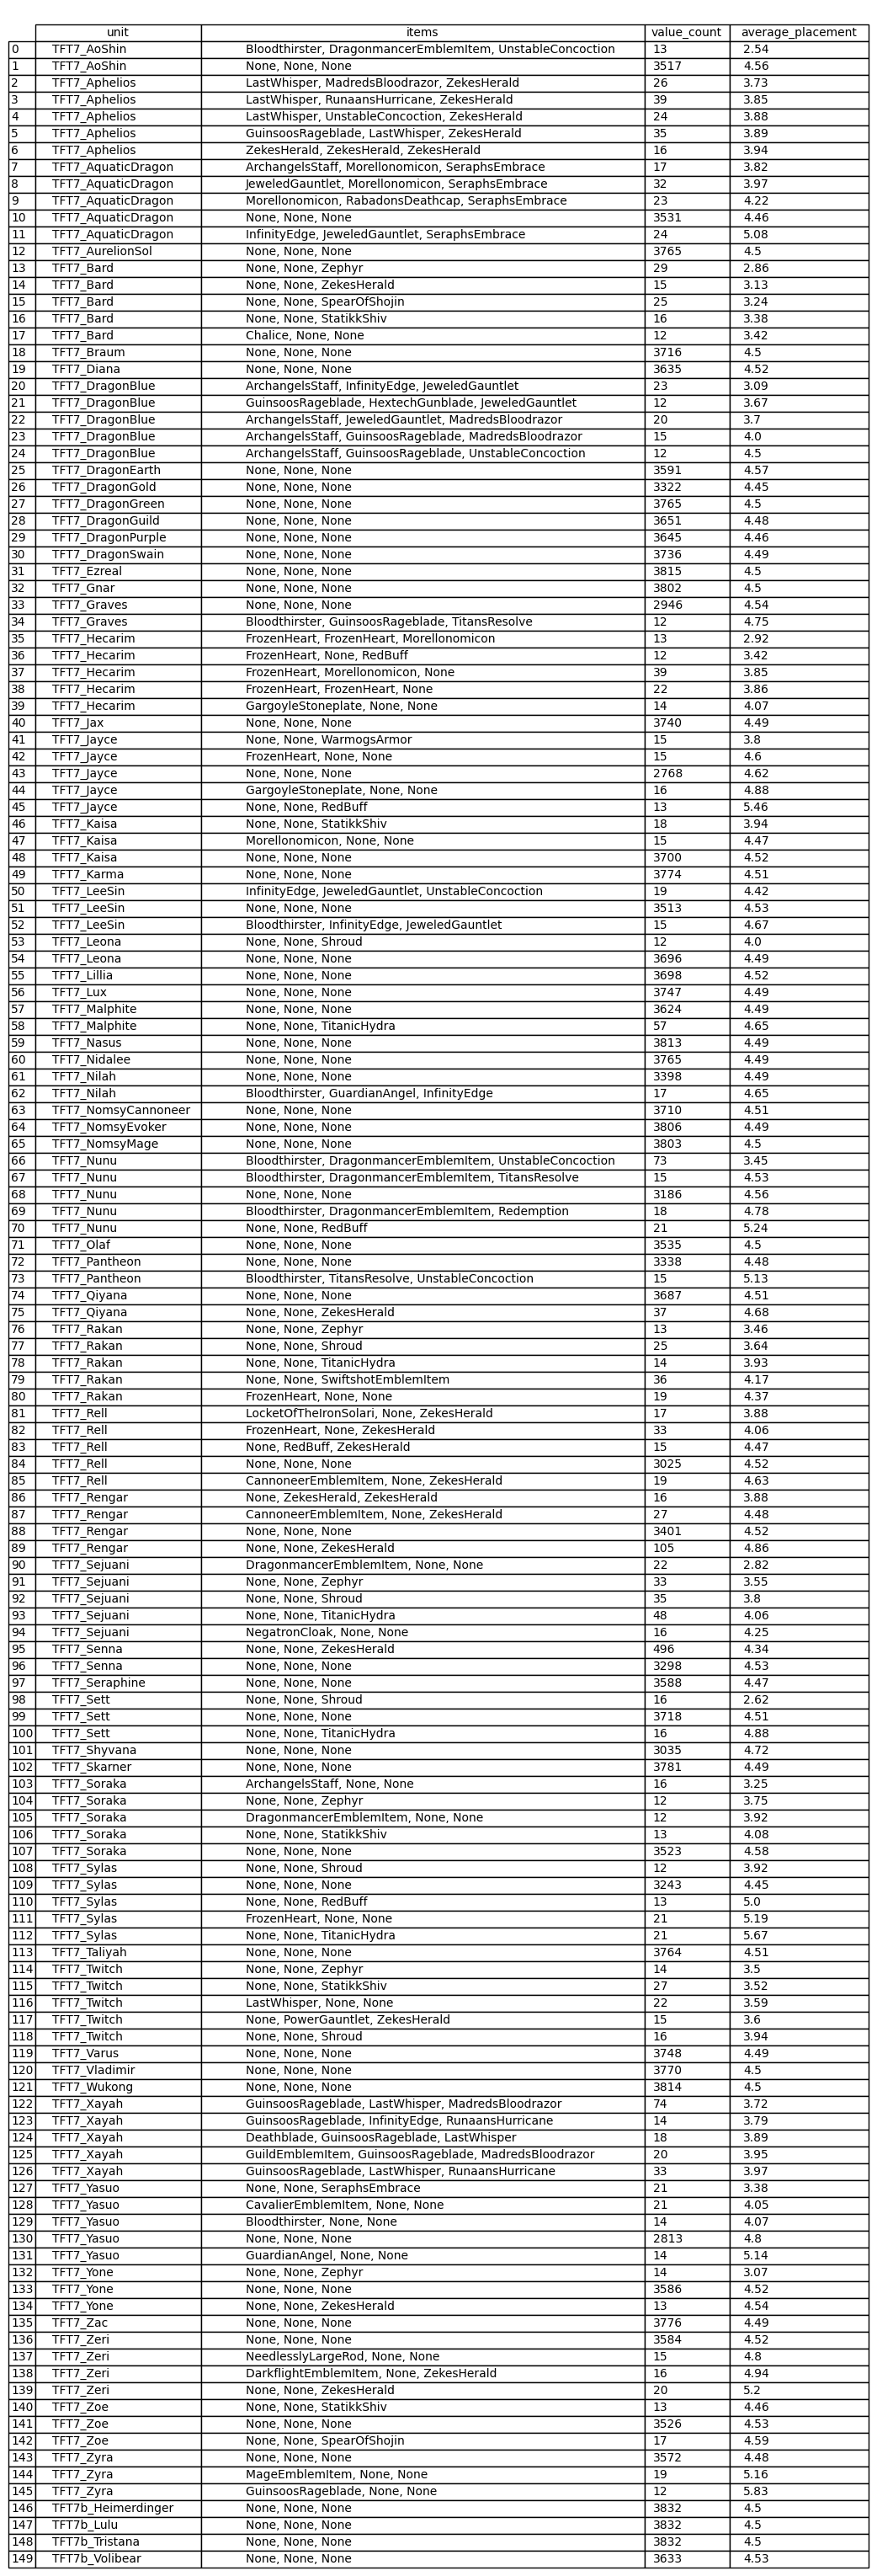 unit items value_count average_placement
0 TFT7_AoShin Bloodthirster, DragonmancerEmblemItem, UnstableConcoction 13 2.54
1 TFT7_AoShin None, None, None 3517 4.56
2 TFT7_Aphelios LastWhisper, MadredsBloodrazor, ZekesHerald 26 3.73
3 TFT7_Aphelios LastWhisper, RunaansHurricane, ZekesHerald 39 3.85
4 TFT7_Aphelios LastWhisper, UnstableConcoction, ZekesHerald 24 3.88
5 TFT7_Aphelios GuinsoosRageblade, LastWhisper, ZekesHerald 35 3.89
6 TFT7_Aphelios ZekesHerald, ZekesHerald, ZekesHerald 16 3.94
7 TFT7_AquaticDragon ArchangelsStaff, Morellonomicon, SeraphsEmbrace 17 3.82
8 TFT7_AquaticDragon JeweledGauntlet, Morellonomicon, SeraphsEmbrace 32 3.97
9 TFT7_AquaticDragon Morellonomicon, RabadonsDeathcap, SeraphsEmbrace 23 4.22
10 TFT7_AquaticDragon None, None, None 3531 4.46
11 TFT7_AquaticDragon InfinityEdge, JeweledGauntlet, SeraphsEmbrace 24 5.08
12 TFT7_AurelionSol None, None, None 3765 4.5
13 TFT7_Bard None, None, Zephyr 29 2.86
14 TFT7_Bard None, None, ZekesHerald 15 3.13
15 TFT7_Bard None, None, SpearOfShojin 25 3.24
16 TFT7_Bard None, None, StatikkShiv 16 3.38
17 TFT7_Bard Chalice, None, None 12 3.42
18 TFT7_Braum None, None, None 3716 4.5
19 TFT7_Diana None, None, None 3635 4.52
20 TFT7_DragonBlue ArchangelsStaff, InfinityEdge, JeweledGauntlet 23 3.09
21 TFT7_DragonBlue GuinsoosRageblade, HextechGunblade, JeweledGauntlet 12 3.67
22 TFT7_DragonBlue ArchangelsStaff, JeweledGauntlet, MadredsBloodrazor 20 3.7
23 TFT7_DragonBlue ArchangelsStaff, GuinsoosRageblade, MadredsBloodrazor 15 4.0
24 TFT7_DragonBlue ArchangelsStaff, GuinsoosRageblade, UnstableConcoction 12 4.5
25 TFT7_DragonEarth None, None, None 3591 4.57
26 TFT7_DragonGold None, None, None 3322 4.45
27 TFT7_DragonGreen None, None, None 3765 4.5
28 TFT7_DragonGuild None, None, None 3651 4.48
29 TFT7_DragonPurple None, None, None 3645 4.46
30 TFT7_DragonSwain None, None, None 3736 4.49
31 TFT7_Ezreal None, None, None 3815 4.5
32 TFT7_Gnar None, None, None 3802 4.5
33 TFT7_Graves None, None, None 2946 4.54
34 TFT7_Graves Bloodthirster, GuinsoosRageblade, TitansResolve 12 4.75
35 TFT7_Hecarim FrozenHeart, FrozenHeart, Morellonomicon 13 2.92
36 TFT7_Hecarim FrozenHeart, None, RedBuff 12 3.42
37 TFT7_Hecarim FrozenHeart, Morellonomicon, None 39 3.85
38 TFT7_Hecarim FrozenHeart, FrozenHeart, None 22 3.86
39 TFT7_Hecarim GargoyleStoneplate, None, None 14 4.07
40 TFT7_Jax None, None, None 3740 4.49
41 TFT7_Jayce None, None, WarmogsArmor 15 3.8
42 TFT7_Jayce FrozenHeart, None, None 15 4.6
43 TFT7_Jayce None, None, None 2768 4.62
44 TFT7_Jayce GargoyleStoneplate, None, None 16 4.88
45 TFT7_Jayce None, None, RedBuff 13 5.46
46 TFT7_Kaisa None, None, StatikkShiv 18 3.94
47 TFT7_Kaisa Morellonomicon, None, None 15 4.47
48 TFT7_Kaisa None, None, None 3700 4.52
49 TFT7_Karma None, None, None 3774 4.51
50 TFT7_LeeSin InfinityEdge, JeweledGauntlet, UnstableConcoction 19 4.42
51 TFT7_LeeSin None, None, None 3513 4.53
52 TFT7_LeeSin Bloodthirster, InfinityEdge, JeweledGauntlet 15 4.67
53 TFT7_Leona None, None, Shroud 12 4.0
54 TFT7_Leona None, None, None 3696 4.49
55 TFT7_Lillia None, None, None 3698 4.52
56 TFT7_Lux None, None, None 3747 4.49
57 TFT7_Malphite None, None, None 3624 4.49
58 TFT7_Malphite None, None, TitanicHydra 57 4.65
59 TFT7_Nasus None, None, None 3813 4.49
60 TFT7_Nidalee None, None, None 3765 4.49
61 TFT7_Nilah None, None, None 3398 4.49
62 TFT7_Nilah Bloodthirster, GuardianAngel, InfinityEdge 17 4.65
63 TFT7_NomsyCannoneer None, None, None 3710 4.51
64 TFT7_NomsyEvoker None, None, None 3806 4.49
65 TFT7_NomsyMage None, None, None 3803 4.5
66 TFT7_Nunu Bloodthirster, DragonmancerEmblemItem, UnstableConcoction 73 3.45
67 TFT7_Nunu Bloodthirster, DragonmancerEmblemItem, TitansResolve 15 4.53
68 TFT7_Nunu None, None, None 3186 4.56
69 TFT7_Nunu Bloodthirster, DragonmancerEmblemItem, Redemption 18 4.78
70 TFT7_Nunu None, None, RedBuff 21 5.24
71 TFT7_Olaf None, None, None 3535 4.5
72 TFT7_Pantheon None, None, None 3338 4.48
73 TFT7_Pantheon Bloodthirster, TitansResolve, UnstableConcoction 15 5.13
74 TFT7_Qiyana None, None, None 3687 4.51
75 TFT7_Qiyana None, None, ZekesHerald 37 4.68
76 TFT7_Rakan None, None, Zephyr 13 3.46
77 TFT7_Rakan None, None, Shroud 25 3.64
78 TFT7_Rakan None, None, TitanicHydra 14 3.93
79 TFT7_Rakan None, None, SwiftshotEmblemItem 36 4.17
80 TFT7_Rakan FrozenHeart, None, None 19 4.37
81 TFT7_Rell LocketOfTheIronSolari, None, ZekesHerald 17 3.88
82 TFT7_Rell FrozenHeart, None, ZekesHerald 33 4.06
83 TFT7_Rell None, RedBuff, ZekesHerald 15 4.47
84 TFT7_Rell None, None, None 3025 4.52
85 TFT7_Rell CannoneerEmblemItem, None, ZekesHerald 19 4.63
86 TFT7_Rengar None, ZekesHerald, ZekesHerald 16 3.88
87 TFT7_Rengar CannoneerEmblemItem, None, ZekesHerald 27 4.48
88 TFT7_Rengar None, None, None 3401 4.52
89 TFT7_Rengar None, None, ZekesHerald 105 4.86
90 TFT7_Sejuani DragonmancerEmblemItem, None, None 22 2.82
91 TFT7_Sejuani None, None, Zephyr 33 3.55
92 TFT7_Sejuani None, None, Shroud 35 3.8
93 TFT7_Sejuani None, None, TitanicHydra 48 4.06
94 TFT7_Sejuani NegatronCloak, None, None 16 4.25
95 TFT7_Senna None, None, ZekesHerald 496 4.34
96 TFT7_Senna None, None, None 3298 4.53
97 TFT7_Seraphine None, None, None 3588 4.47
98 TFT7_Sett None, None, Shroud 16 2.62
99 TFT7_Sett None, None, None 3718 4.51
100 TFT7_Sett None, None, TitanicHydra 16 4.88
101 TFT7_Shyvana None, None, None 3035 4.72
102 TFT7_Skarner None, None, None 3781 4.49
103 TFT7_Soraka ArchangelsStaff, None, None 16 3.25
104 TFT7_Soraka None, None, Zephyr 12 3.75
105 TFT7_Soraka DragonmancerEmblemItem, None, None 12 3.92
106 TFT7_Soraka None, None, StatikkShiv 13 4.08
107 TFT7_Soraka None, None, None 3523 4.58
108 TFT7_Sylas None, None, Shroud 12 3.92
109 TFT7_Sylas None, None, None 3243 4.45
110 TFT7_Sylas None, None, RedBuff 13 5.0
111 TFT7_Sylas FrozenHeart, None, None 21 5.19
112 TFT7_Sylas None, None, TitanicHydra 21 5.67
113 TFT7_Taliyah None, None, None 3764 4.51
114 TFT7_Twitch None, None, Zephyr 14 3.5
115 TFT7_Twitch None, None, StatikkShiv 27 3.52
116 TFT7_Twitch LastWhisper, None, None 22 3.59
117 TFT7_Twitch None, PowerGauntlet, ZekesHerald 15 3.6
118 TFT7_Twitch None, None, Shroud 16 3.94
119 TFT7_Varus None, None, None 3748 4.49
120 TFT7_Vladimir None, None, None 3770 4.5
121 TFT7_Wukong None, None, None 3814 4.5
122 TFT7_Xayah GuinsoosRageblade, LastWhisper, MadredsBloodrazor 74 3.72
123 TFT7_Xayah GuinsoosRageblade, InfinityEdge, RunaansHurricane 14 3.79
124 TFT7_Xayah Deathblade, GuinsoosRageblade, LastWhisper 18 3.89
125 TFT7_Xayah GuildEmblemItem, GuinsoosRageblade, MadredsBloodrazor 20 3.95
126 TFT7_Xayah GuinsoosRageblade, LastWhisper, RunaansHurricane 33 3.97
127 TFT7_Yasuo None, None, SeraphsEmbrace 21 3.38
128 TFT7_Yasuo CavalierEmblemItem, None, None 21 4.05
129 TFT7_Yasuo Bloodthirster, None, None 14 4.07
130 TFT7_Yasuo None, None, None 2813 4.8
131 TFT7_Yasuo GuardianAngel, None, None 14 5.14
132 TFT7_Yone None, None, Zephyr 14 3.07
133 TFT7_Yone None, None, None 3586 4.52
134 TFT7_Yone None, None, ZekesHerald 13 4.54
135 TFT7_Zac None, None, None 3776 4.49
136 TFT7_Zeri None, None, None 3584 4.52
137 TFT7_Zeri NeedlesslyLargeRod, None, None 15 4.8
138 TFT7_Zeri DarkflightEmblemItem, None, ZekesHerald 16 4.94
139 TFT7_Zeri None, None, ZekesHerald 20 5.2
140 TFT7_Zoe None, None, StatikkShiv 13 4.46
141 TFT7_Zoe None, None, None 3526 4.53
142 TFT7_Zoe None, None, SpearOfShojin 17 4.59
143 TFT7_Zyra None, None, None 3572 4.48
144 TFT7_Zyra MageEmblemItem, None, None 19 5.16
145 TFT7_Zyra GuinsoosRageblade, None, None 12 5.83
146 TFT7b_Heimerdinger None, None, None 3832 4.5
147 TFT7b_Lulu None, None, None 3832 4.5
148 TFT7b_Tristana None, None, None 3832 4.5
149 TFT7b_Volibear None, None, None 3633 4.53